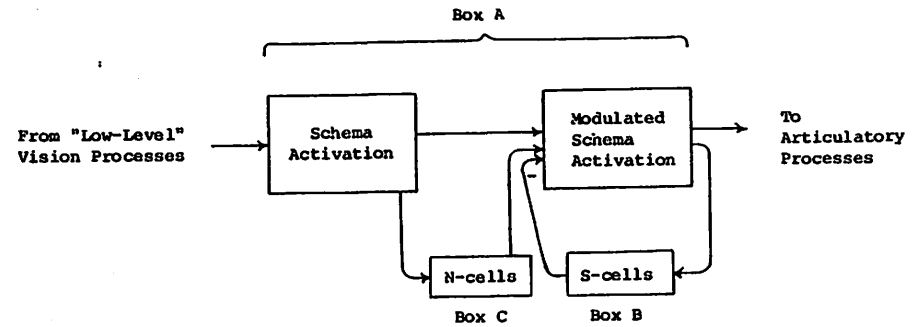 Box A
From "Low-Level"
Vision Processes
Schema
Activation
Modulated
Schema
Activation
To
Articulatory
Processes
-
N-cells
S-cells
Box C
Box B